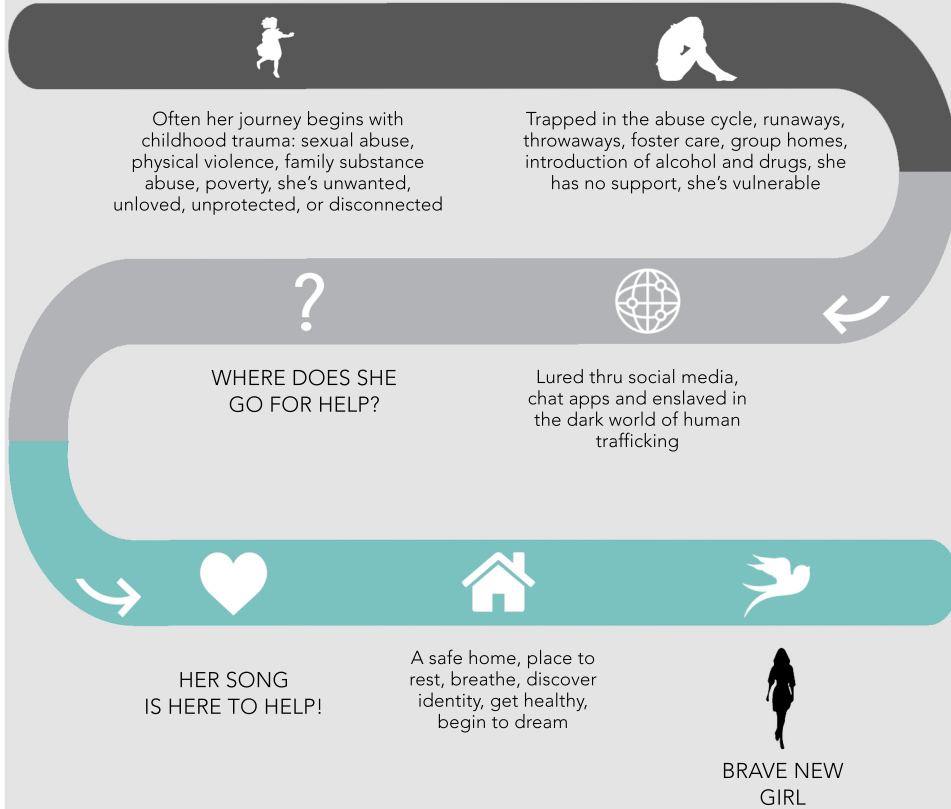 Often her journey begins with
childhood trauma: sexual abuse,
physical violence, family substance
abuse, poverty, she's unwanted,
unloved, unprotected, or disconnected
Trapped in the abuse cycle, runaways,
throwaways, foster care, group homes,
introduction of alcohol and drugs, she
has no support, she's vulnerable
?
Lured thru social media,
chat apps and enslaved in
the dark world of human
trafficking
WHERE DOES SHE
GO FOR HELP?
HER SONG
IS HERE TO HELP!
A safe home, place to
rest, breathe, discover
identity, get healthy,
begin to dream
BRAVE NEW
GIRL